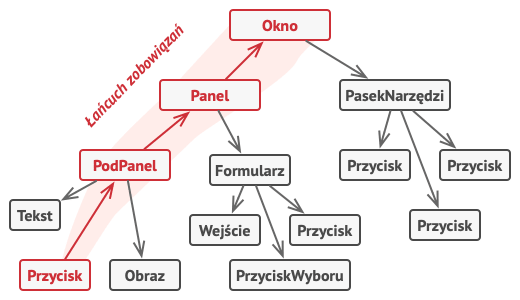 Okno
Łańcuch zobowiązań
Panel
PasekNarzędzi
PodPanel
Formularz
Przycisk
Przycisk
Tekst
Wejście
Przycisk
Przycisk
Przycisk
Obraz
PrzyciskWyboru